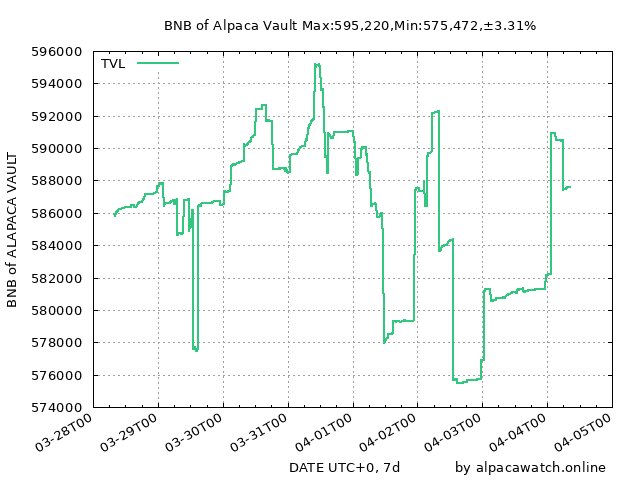 BNB of Alpaca Vault Max:595,220,Min:575,472,±3.31%
TVL
BNB of ALAPACA VAULT
596000
594000
592000
590000
588000
586000
584000
582000
580000
578000
576000
574000
03-28T00
03-29T00
03-30T00
03-31T00
04-01T00
04-02T00
04-03T00
04-04T00
04-05T00
DATE UTC+0, 7d
by alpacawatch.online